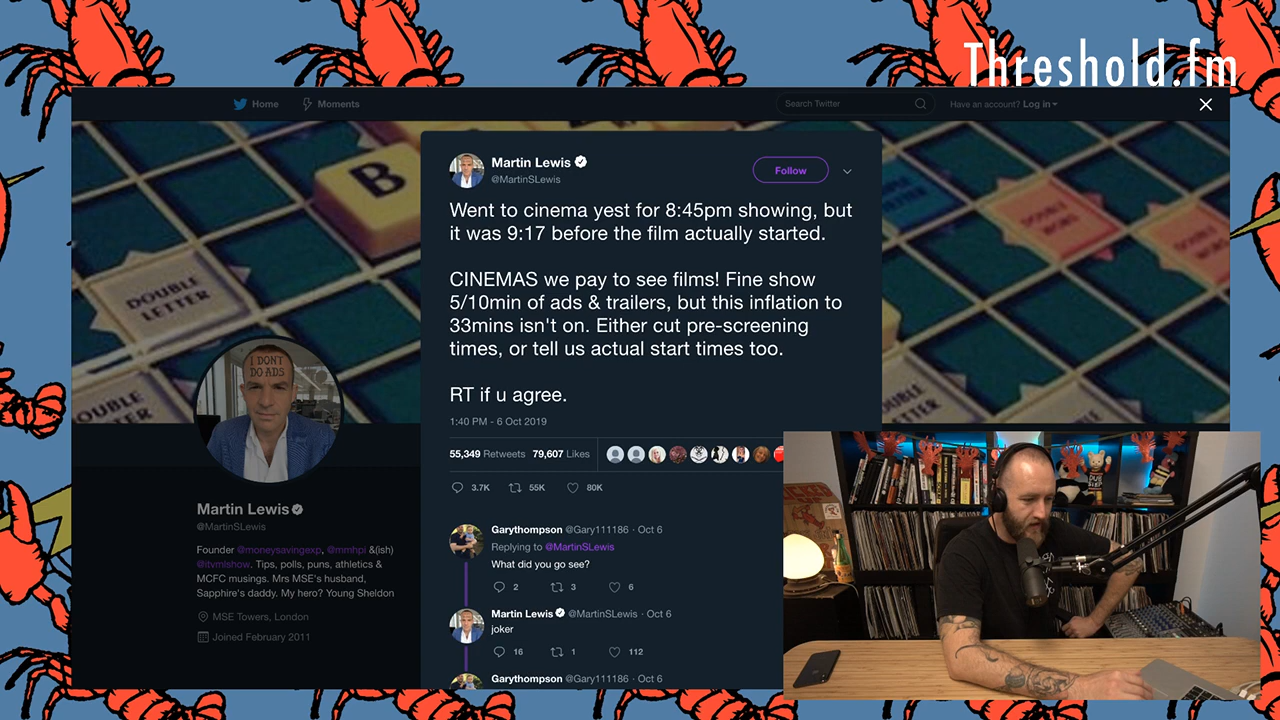 Threshold.fm
Home
Moments
Search Twitter
Have an account? Log in
Martin Lewis
@MartinSLewis
Follow
Went to cinema yest for 8:45pm showing, but
it was 9:17 before the film actually started.
CINEMAS we pay to see films! Fine show
5/10min of ads & trailers, but this inflation to
33mins isn't on. Either cut pre-screening
times, or tell us actual start times too.
RT if u agree.
1:40 PM - 6 Oct 2019
55,349 Retweets 79,607 Likes
3.7K 55K 80K
Garythompson @Gary111186 · Oct 6
Replying to @MartinSLewis
What did you go see?
2 3 6
Martin Lewis @MartinSLewis · Oct 6
joker
16 1 112
Garythompson @Gary111186 · Oct 6
B
DOUBLE
LETTER
DOUBLE
LETTER
DOUBLE
WORD
I DON'T
DO ADS
Martin Lewis
@MartinSLewis
Founder @moneysavingexp, @mmhpi &(ish)
@itvmlshow. Tips, polls, puns, athletics &
MCFC musings. Mrs MSE's husband,
Sapphire's daddy. My hero? Young Sheldon
MSE Towers, London
Joined February 2011